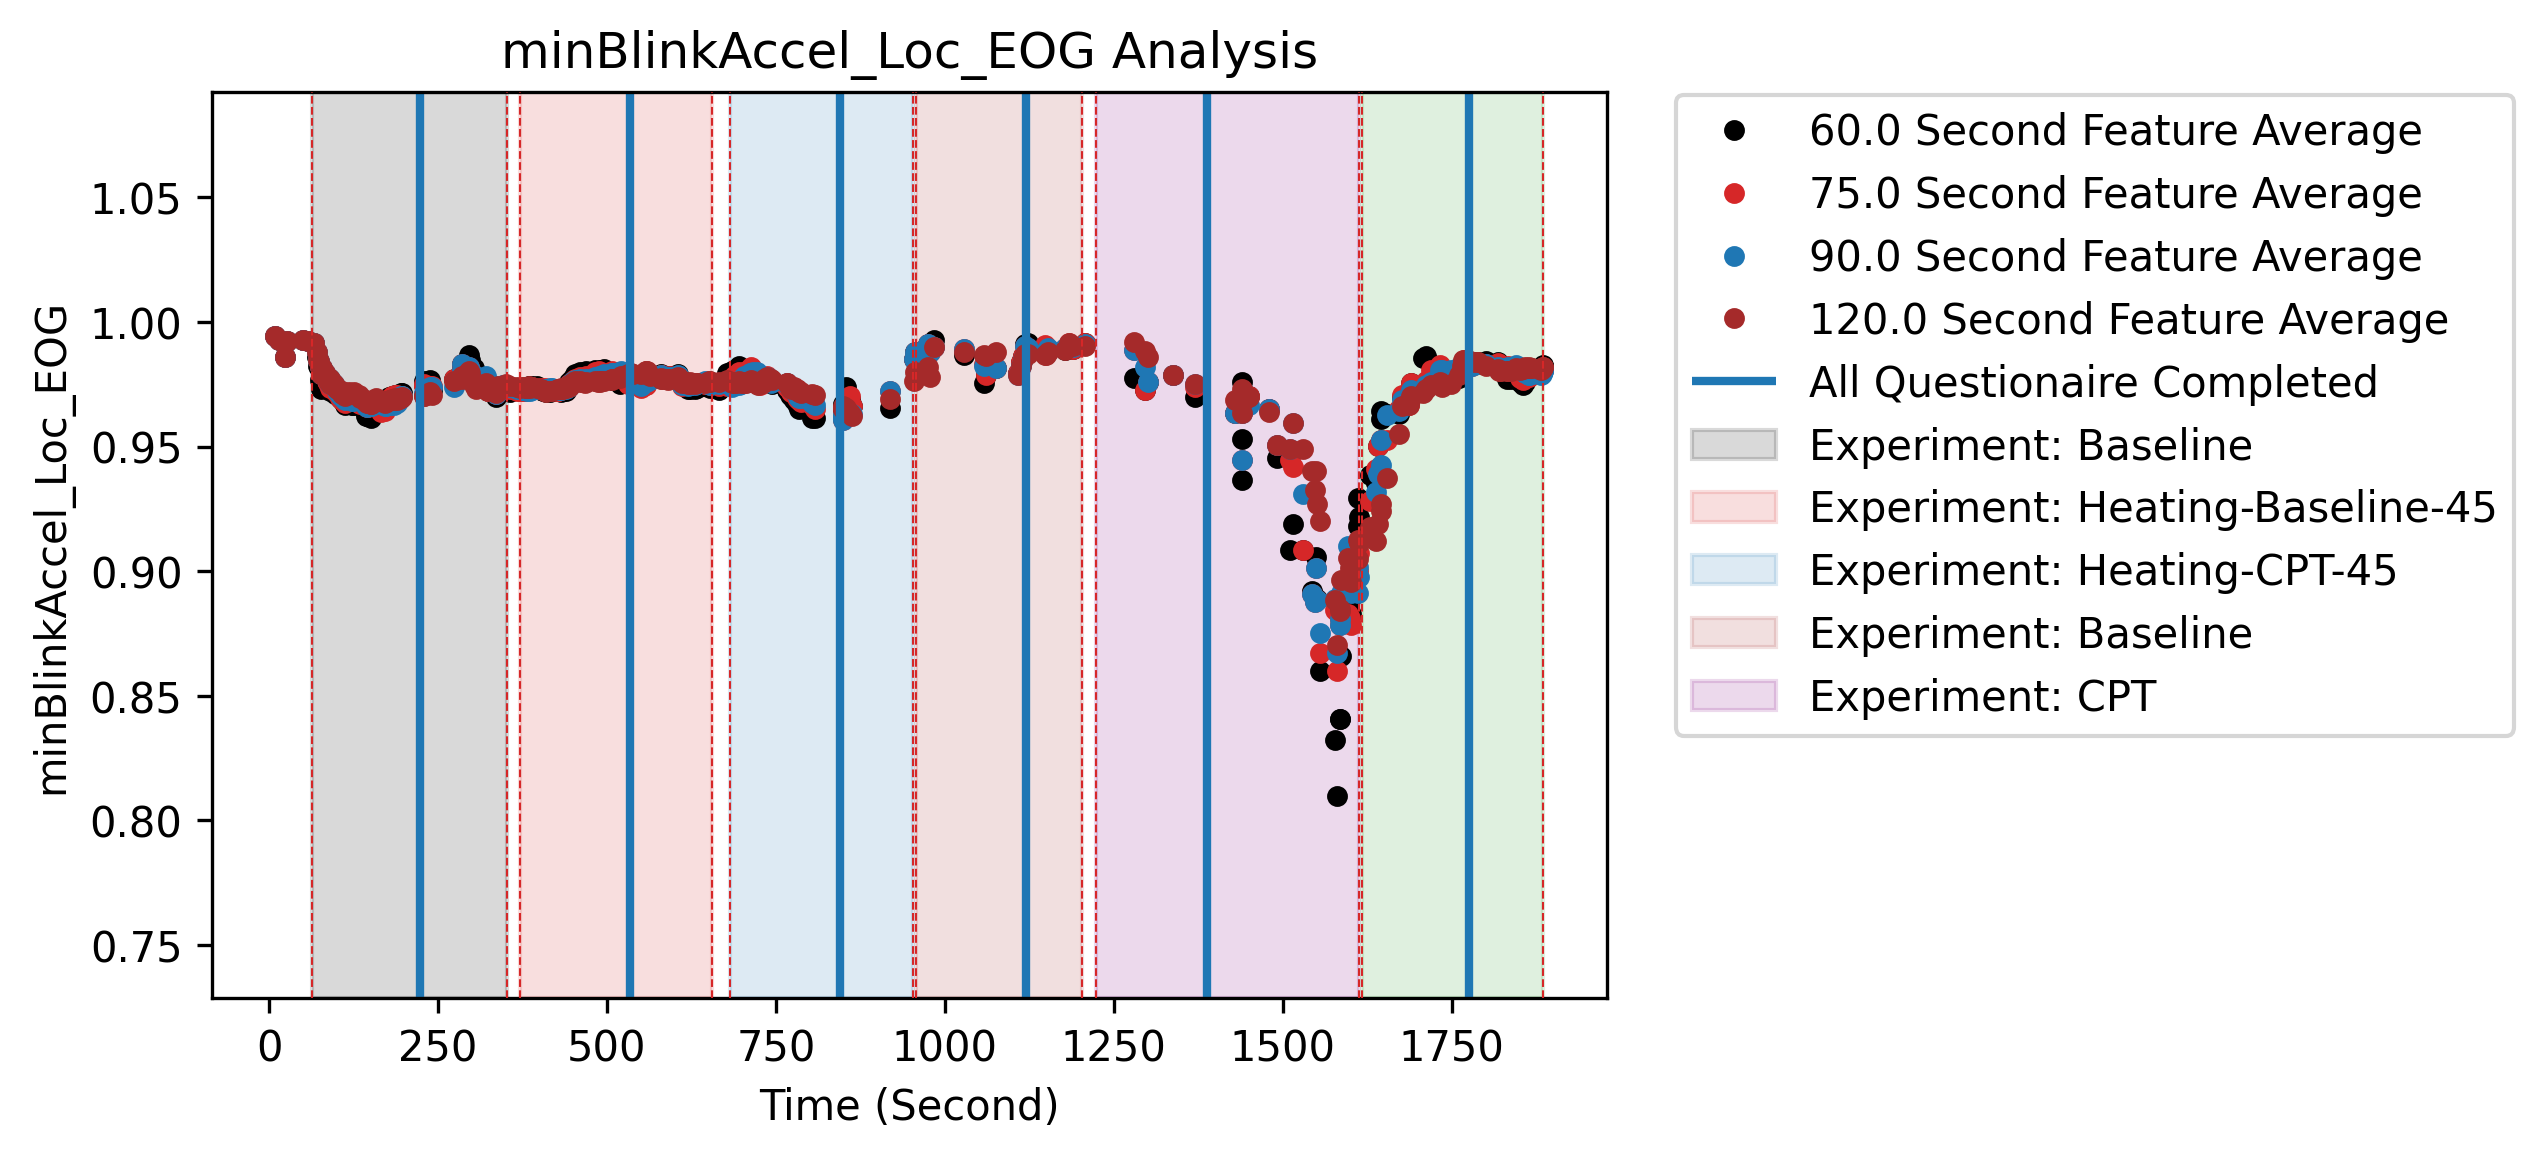 minBlinkAccel_Loc_EOG Analysis
minBlinkAccel_Loc_EOG
1.05
1.00
0.95
0.90
0.85
0.80
0.75
0
250
500
750
1000
1250
1500
1750
Time (Second)
60.0 Second Feature Average
75.0 Second Feature Average
90.0 Second Feature Average
120.0 Second Feature Average
All Questionaire Completed
Experiment: Baseline
Experiment: Heating-Baseline-45
Experiment: Heating-CPT-45
Experiment: Baseline
Experiment: CPT